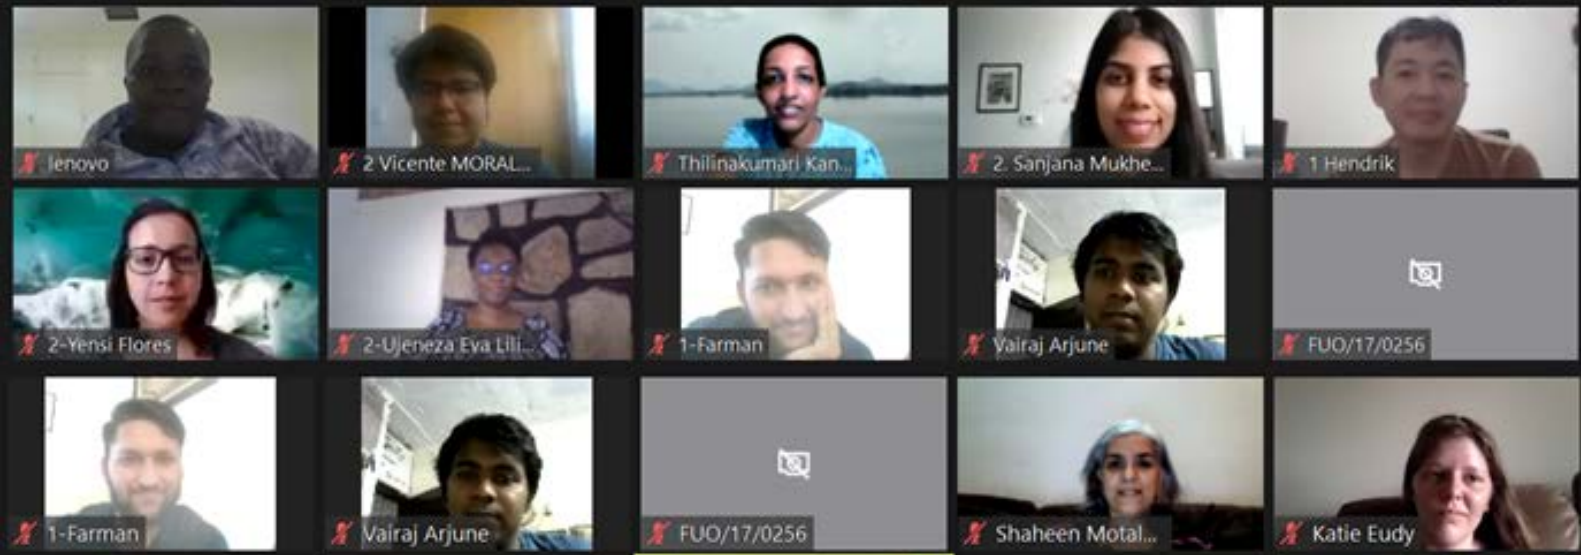 lenovo
2 Vicente MORAL...
Thilinakumari Kan...
2. Sanjana Mukhe...
1 Hendrik
2-Yensi Flores
2-Ujeneza Eva Lili...
1-Farman
Vairaj Arjune
FUO/17/0256
1-Farman
Vairaj Arjune
FUO/17/0256
Shaheen Motal...
Katie Eudy